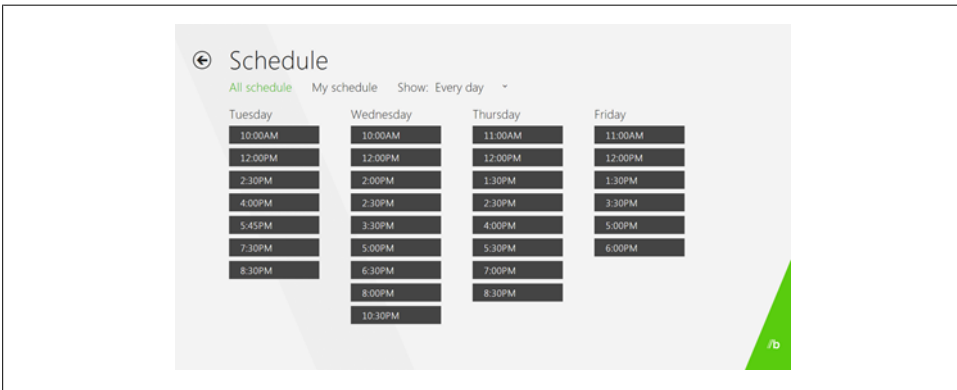 Schedule
All schedule My schedule Show: Every day
Tuesday Wednesday Thursday Friday
10:00AM 10:00AM 11:00AM 11:00AM
12:00PM 12:00PM 12:00PM 12:00PM
2:30PM 2:00PM 1:30PM 1:30PM
4:00PM 2:30PM 2:30PM 3:30PM
5:45PM 3:30PM 4:00PM 5:00PM
7:30PM 5:00PM 5:30PM 6:00PM
8:30PM 6:30PM 7:00PM
8:00PM 8:30PM
10:30PM
//b